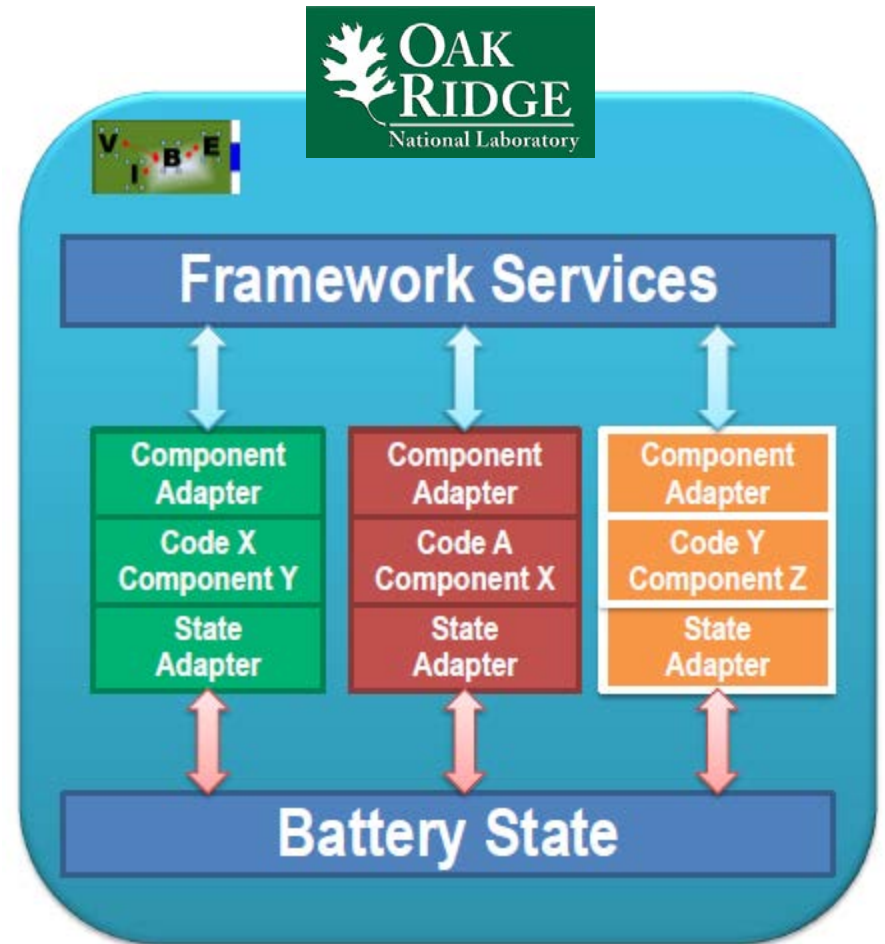 OAK
RIDGE
National Laboratory
V I B E
Framework Services
Component
Adapter
Code X
Component Y
State
Adapter
Component
Adapter
Code A
Component X
State
Adapter
Component
Adapter
Code Y
Component Z
State
Adapter
Battery State